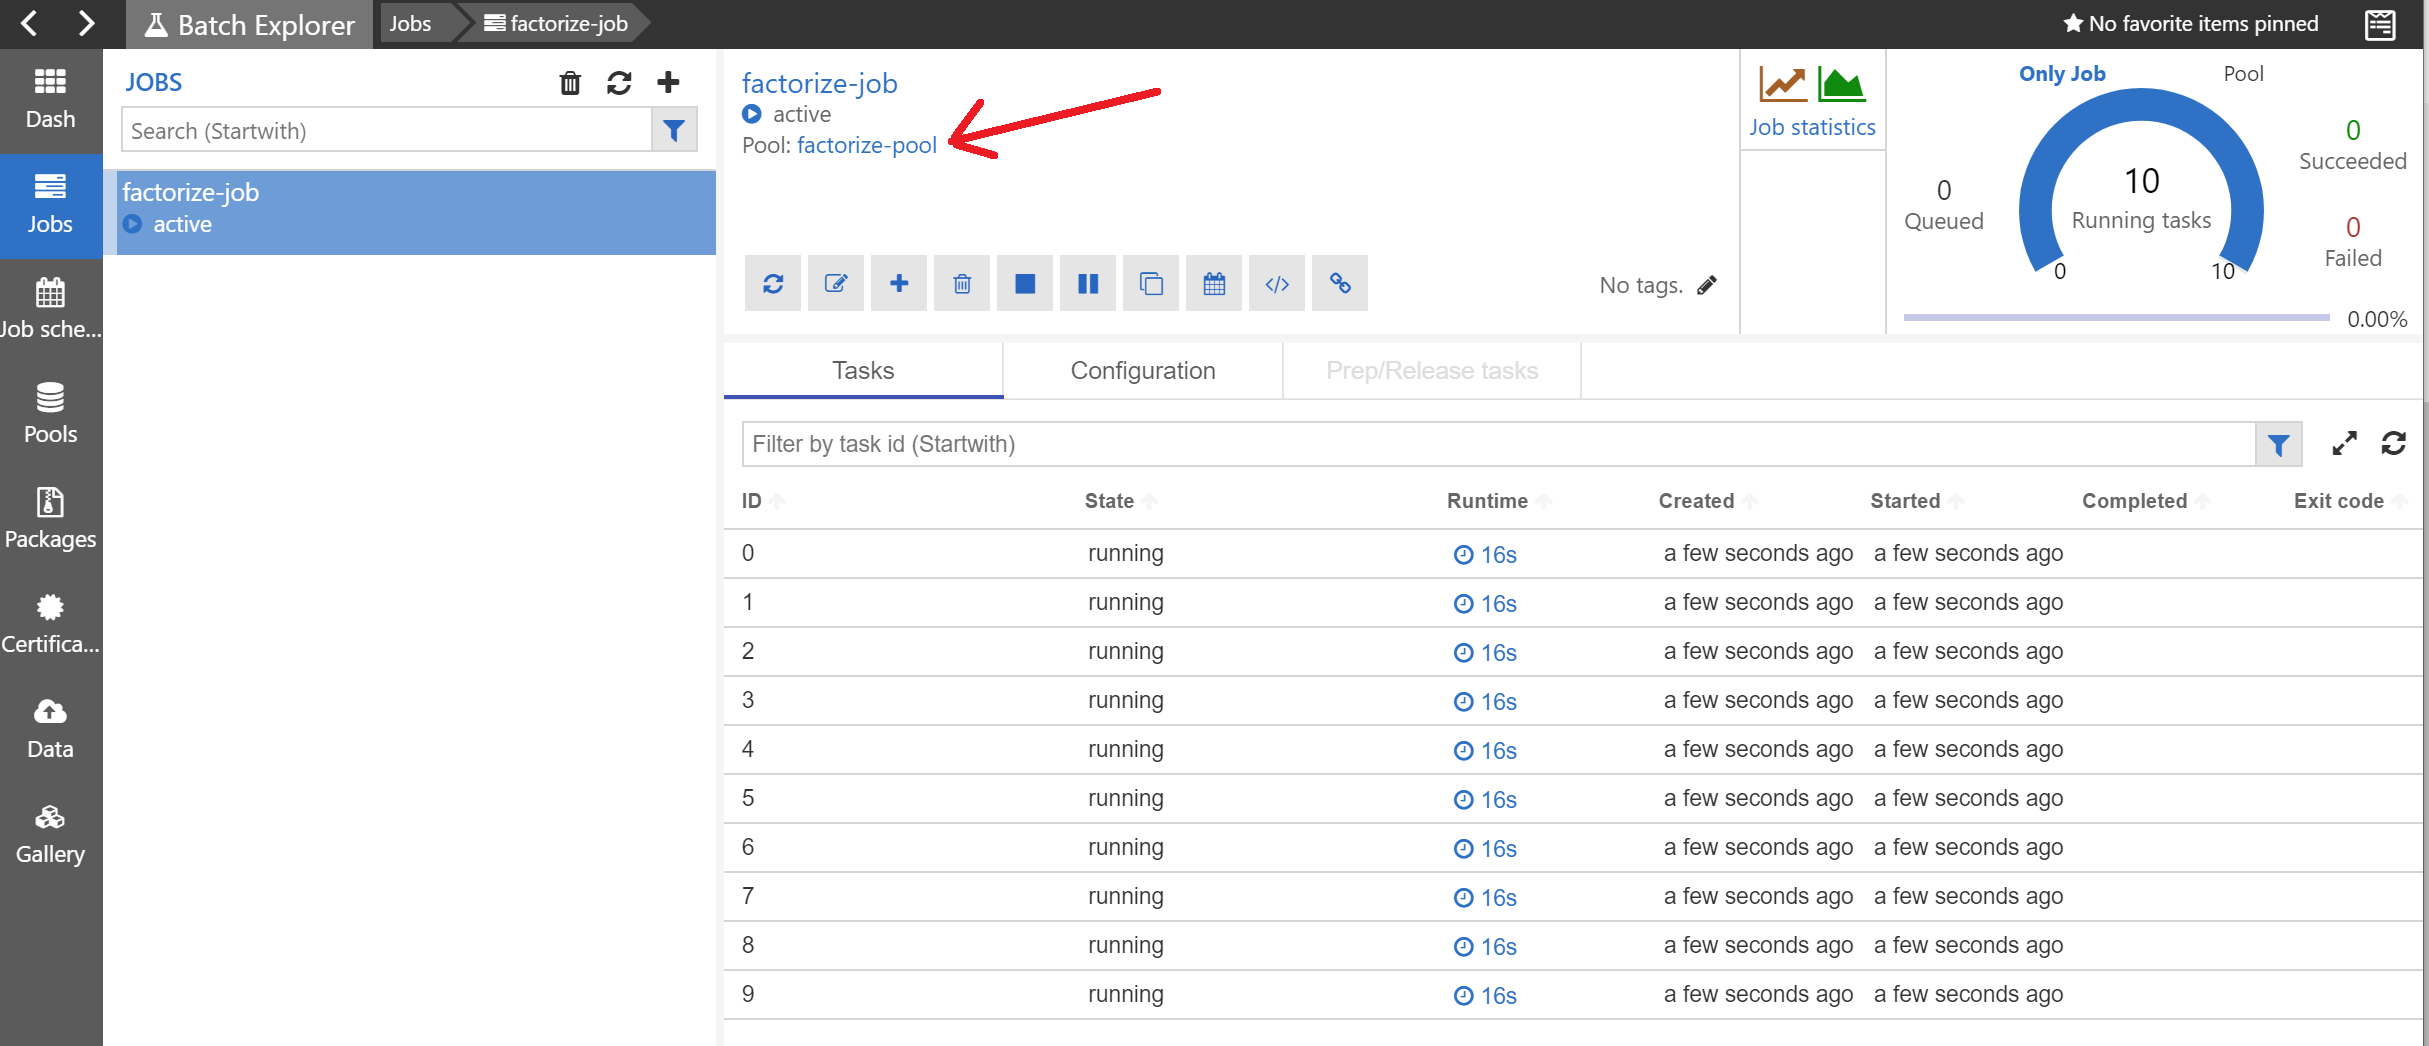 Batch Explorer
Jobs
factorize-job
No favorite items pinned
Dash
Jobs
Job sche...
Pools
Packages
Certifica...
Data
Gallery
JOBS
Search (Startwith)
factorize-job
active
factorize-job
active
Pool: factorize-pool
No tags.
Job statistics
Only Job
Pool
0
Queued
10
Running tasks
0
10
0
Succeeded
0
Failed
0.00%
Tasks
Configuration
Prep/Release tasks
Filter by task id (Startwith)
ID State Runtime Created Started Completed Exit code
0 running 16s a few seconds ago a few seconds ago
1 running 16s a few seconds ago a few seconds ago
2 running 16s a few seconds ago a few seconds ago
3 running 16s a few seconds ago a few seconds ago
4 running 16s a few seconds ago a few seconds ago
5 running 16s a few seconds ago a few seconds ago
6 running 16s a few seconds ago a few seconds ago
7 running 16s a few seconds ago a few seconds ago
8 running 16s a few seconds ago a few seconds ago
9 running 16s a few seconds ago a few seconds ago